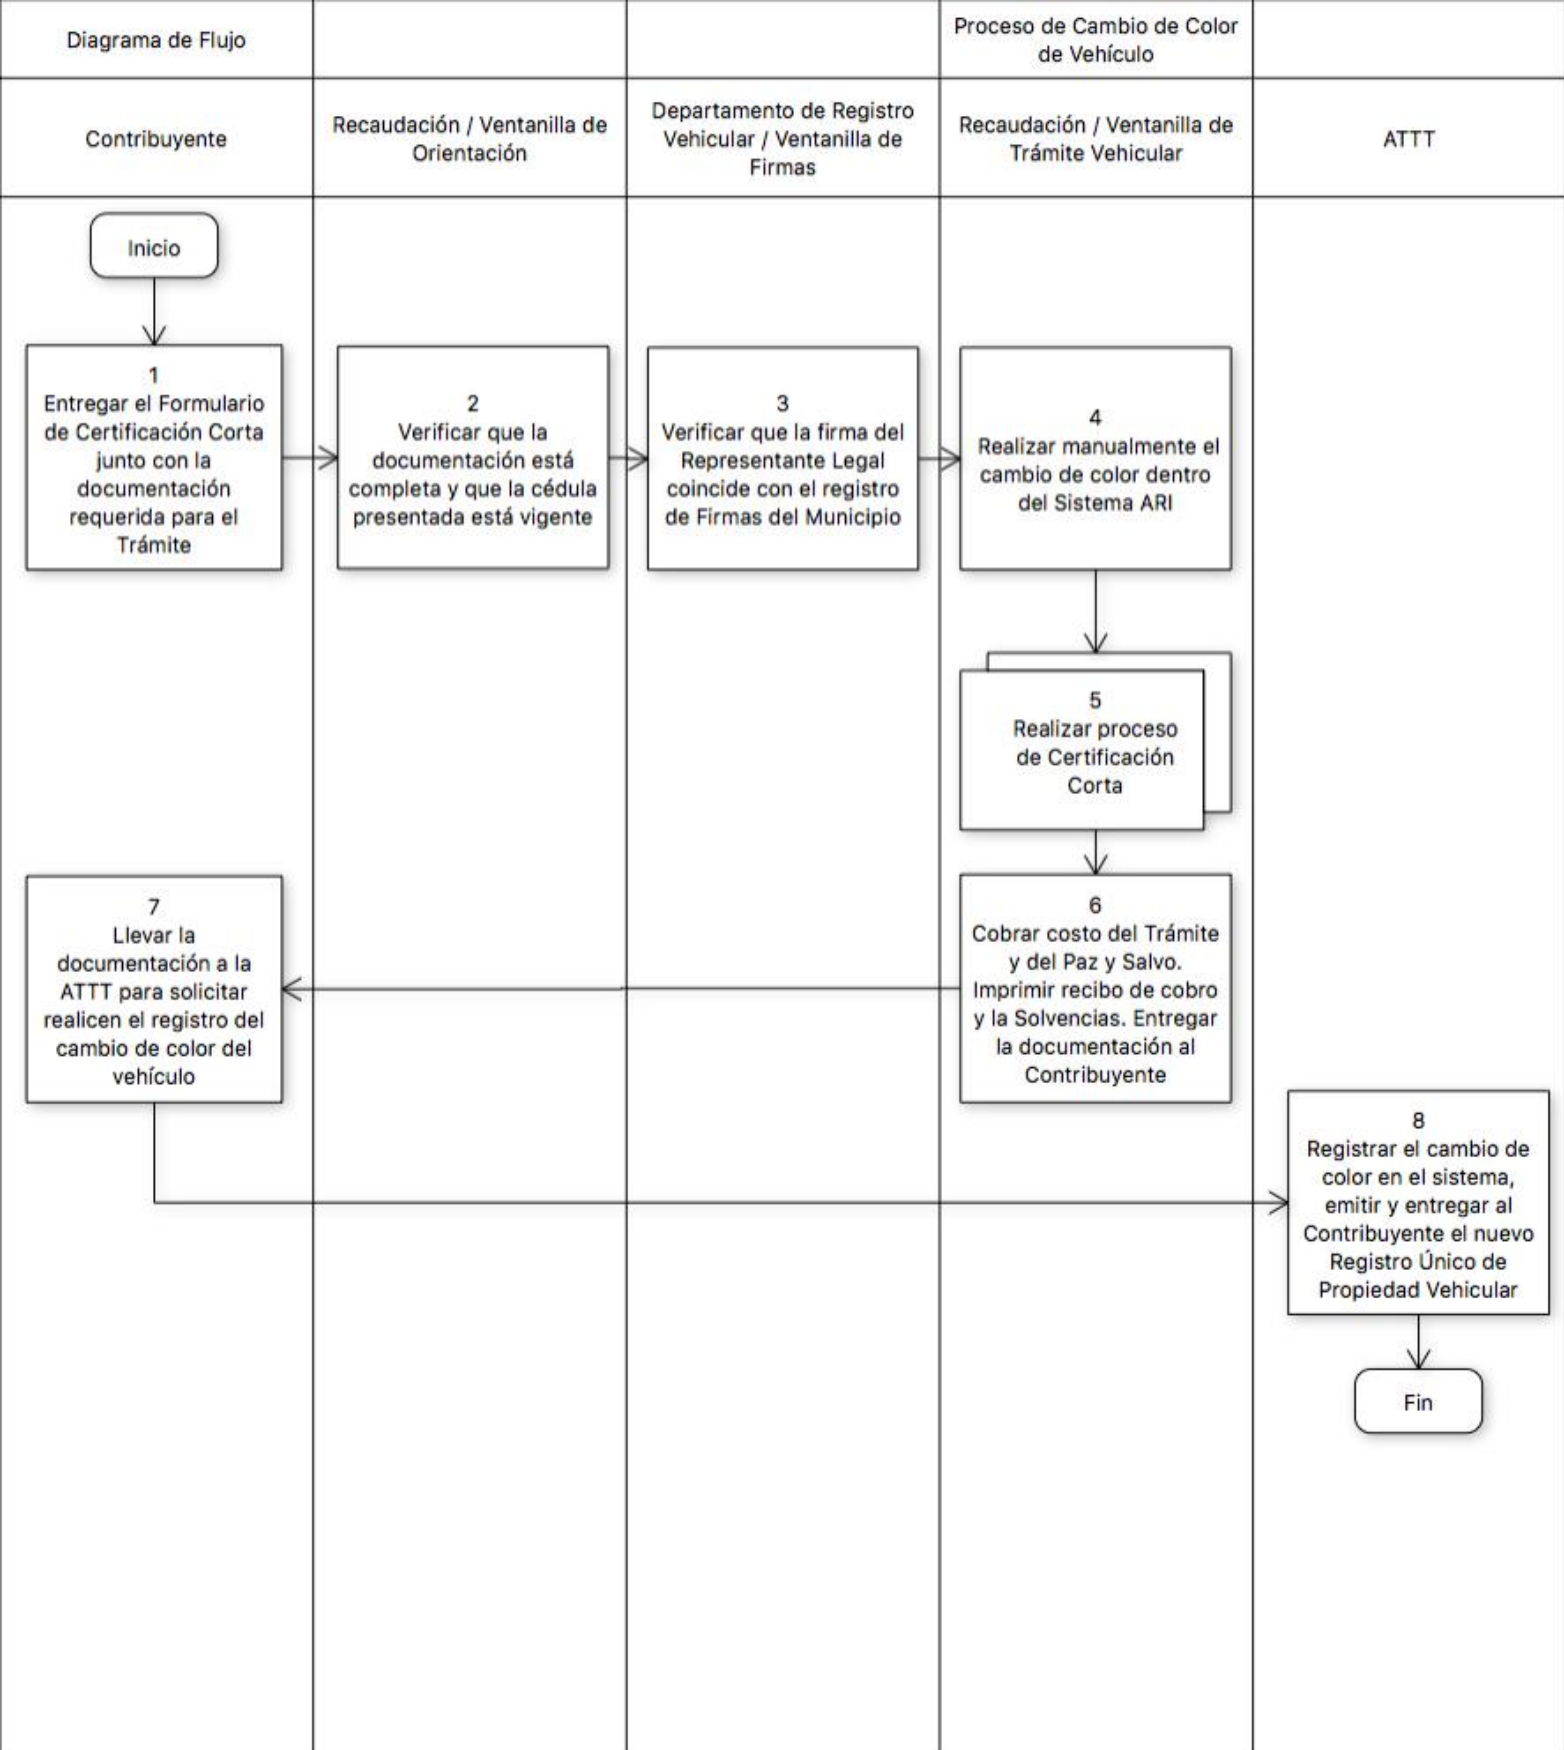 Diagrama de Flujo
Proceso de Cambio de Color
de Vehículo
Contribuyente
Recaudación / Ventanilla de
Orientación
Departamento de Registro
Vehicular / Ventanilla de
Firmas
Recaudación / Ventanilla de
Trámite Vehicular
ATTT
Inicio
1
Entregar el Formulario
de Certificación Corta
junto con la
documentación
requerida para el
Trámite
2
Verificar que la
documentación está
completa y que la cédula
presentada está vigente
3
Verificar que la firma del
Representante Legal
coincide con el registro
de Firmas del Municipio
4
Realizar manualmente el
cambio de color dentro
del Sistema ARI
5
Realizar proceso
de Certificación
Corta
6
Cobrar costo del Trámite
y del Paz y Salvo.
Imprimir recibo de cobro
y la Solvencias. Entregar
la documentación al
Contribuyente
7
Llevar la
documentación a la
ATTT para solicitar
realicen el registro del
cambio de color del
vehículo
8
Registrar el cambio de
color en el sistema,
emitir y entregar al
Contribuyente el nuevo
Registro Único de
Propiedad Vehicular
Fin